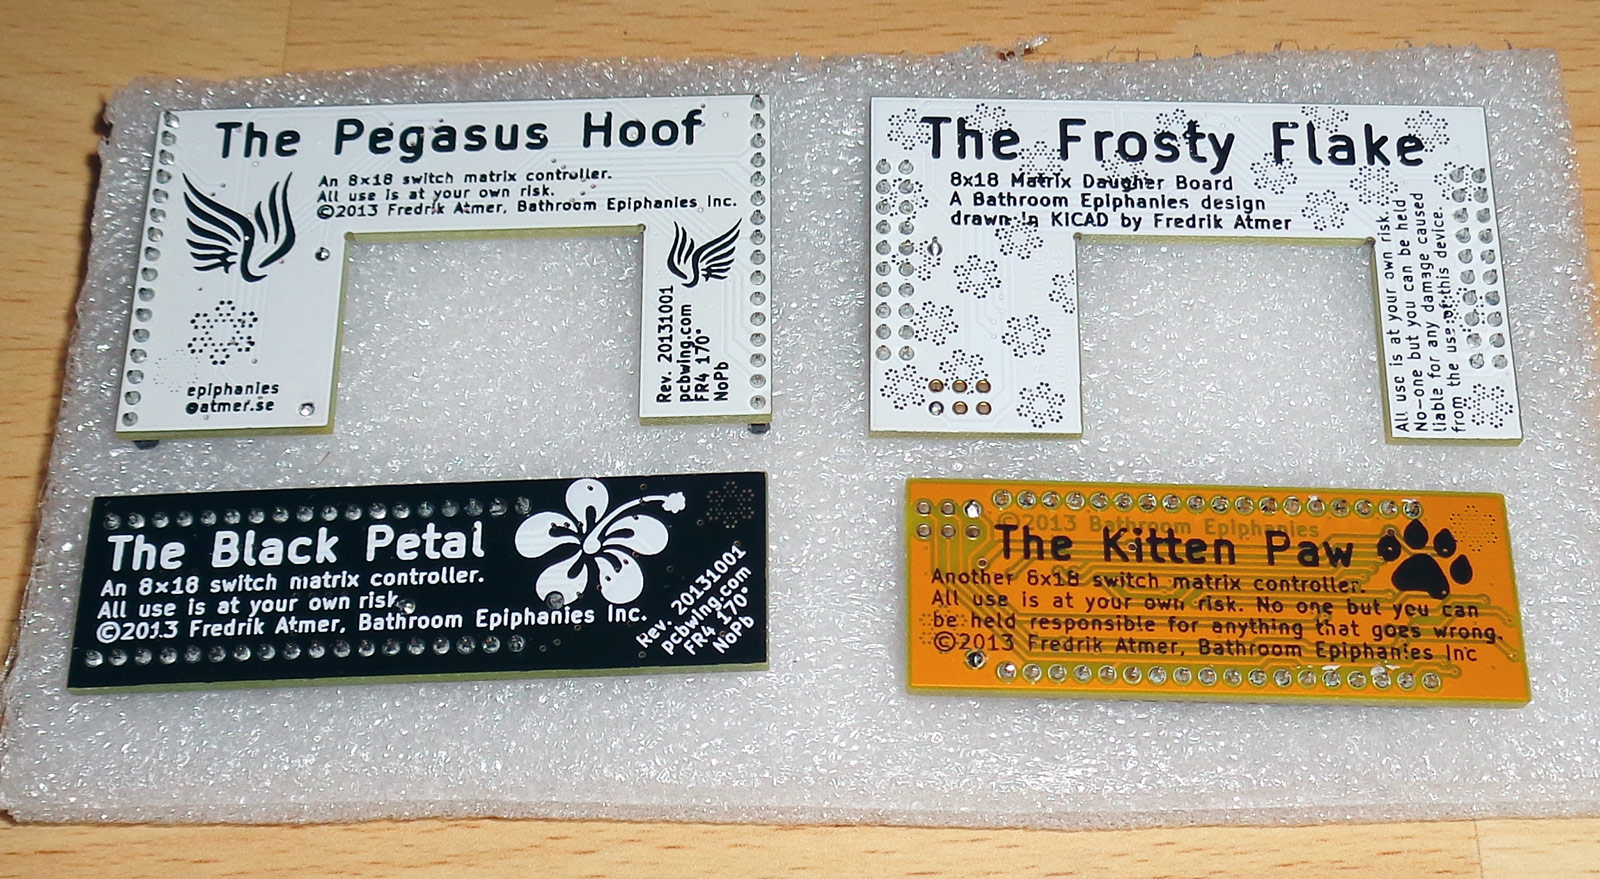 The Pegasus Hoof
An 8x18 switch matrix controller.
All use is at your own risk.
©2013 Fredrik Atmer, Bathroom Epiphanies Inc.
epiphanies
@atmer.se
Rev. 20131001
pcbwing.com
FR4 170°
NoPb
The Frosty Flake
8x18 Matrix Daugher Board
A Bathroom Epiphanies design
drawn in KICAD by Fredrik Atmer
All use is at your own risk.
No-one but you can be held
liable for any damage caused
from the use of this device.
The Black Petal
An 8x18 switch matrix controller.
All use is at your own risk.
©2013 Fredrik Atmer, Bathroom Epiphanies Inc.
Rev. 20131001
pcbwing.com
FR4 170°
NoPb
©2013 Bathroom Epiphanies
The Kitten Paw
Another 8x18 switch matrix controller.
All use is at your own risk. No one but you can
be held responsible for anything that goes wrong.
©2013 Fredrik Atmer, Bathroom Epiphanies Inc